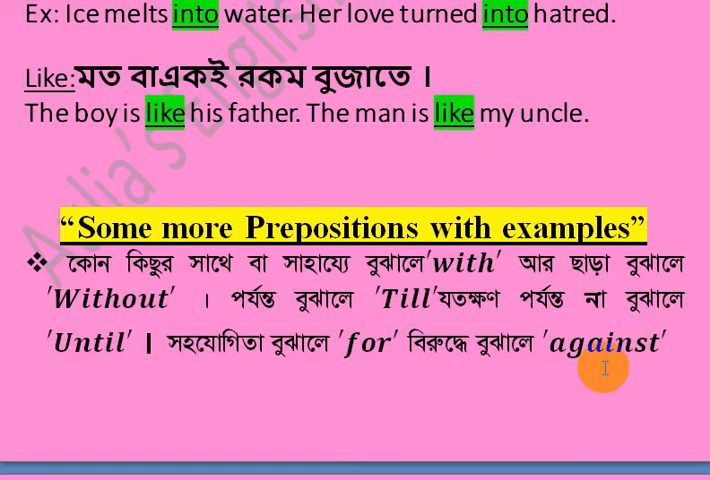 Ex: Ice melts into water. Her love turned into hatred.
Like:মত বাএকই রকম বুজাতে ।
The boy is like his father. The man is like my uncle.
“Some more Prepositions with examples”
❖ কোন কিছুর সাথে বা সাহায্যে বুঝালে'with' আর ছাড়া বুঝালে
'Without' । পর্যন্ত বুঝালে 'Till'যতক্ষণ পর্যন্ত না বুঝালে
'Until' । সহযোগিতা বুঝালে 'for' বিরুদ্ধে বুঝালে 'against'